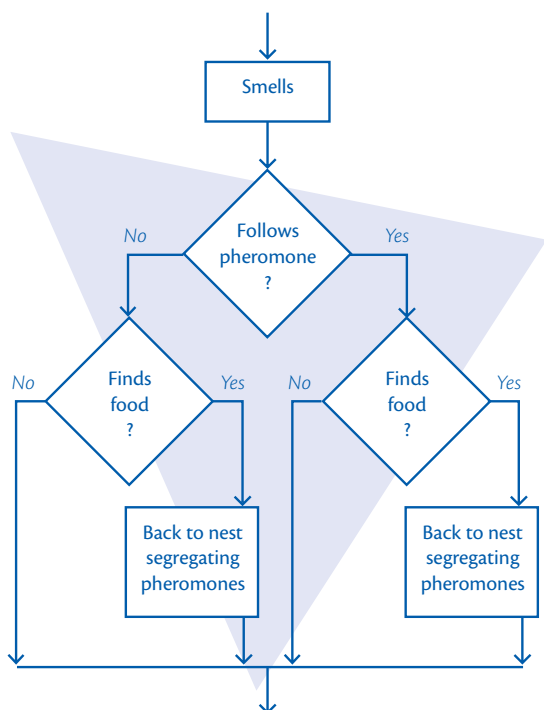 Smells
Follows
pheromone
?
No
Yes
Finds
food
?
No
Yes
Finds
food
?
No
Yes
Back to nest
segregating
pheromones
Back to nest
segregating
pheromones